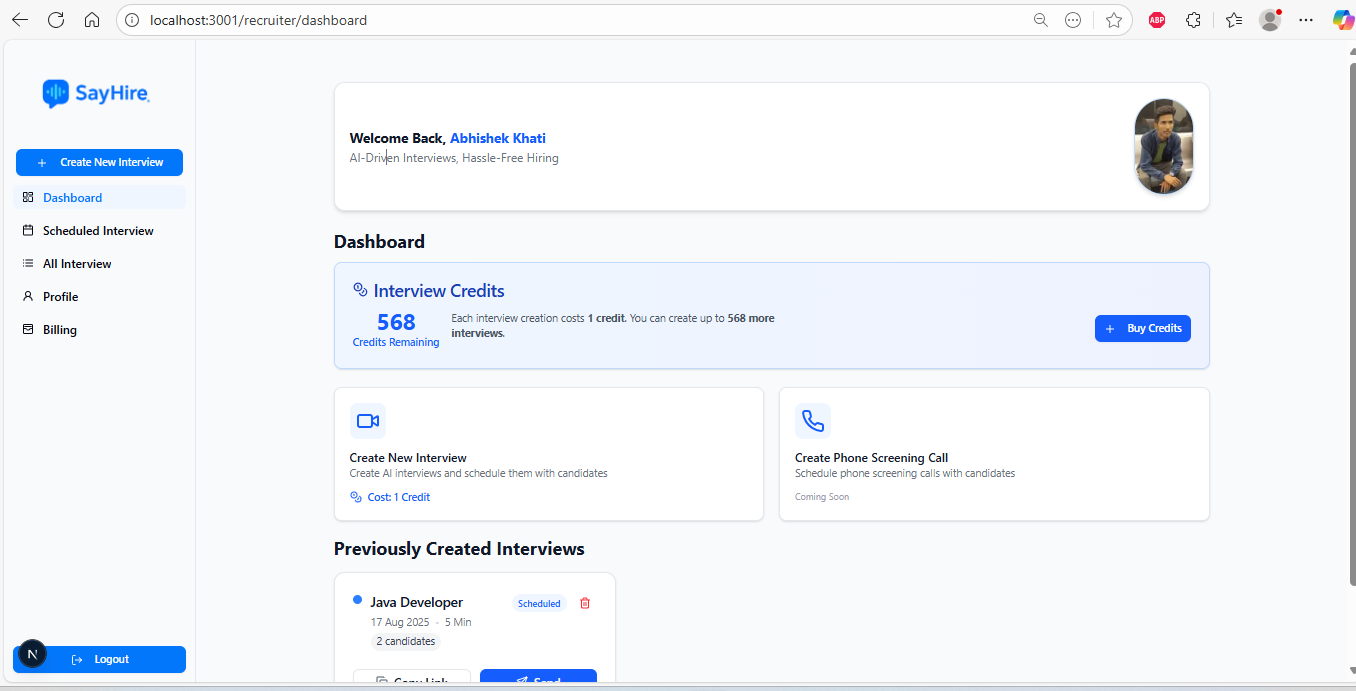 localhost:3001/recruiter/dashboard
ABP
SayHire
+ Create New Interview
Dashboard
Scheduled Interview
All Interview
Profile
Billing
N
Logout
Welcome Back, Abhishek Khati
AI-Driven Interviews, Hassle-Free Hiring
Dashboard
Interview Credits
568
Credits Remaining
Each interview creation costs 1 credit. You can create up to 568 more
interviews.
+ Buy Credits
Create New Interview
Create AI interviews and schedule them with candidates
Cost: 1 Credit
Create Phone Screening Call
Schedule phone screening calls with candidates
Coming Soon
Previously Created Interviews
Java Developer Scheduled
17 Aug 2025 - 5 Min
2 candidates
Copy Link Send